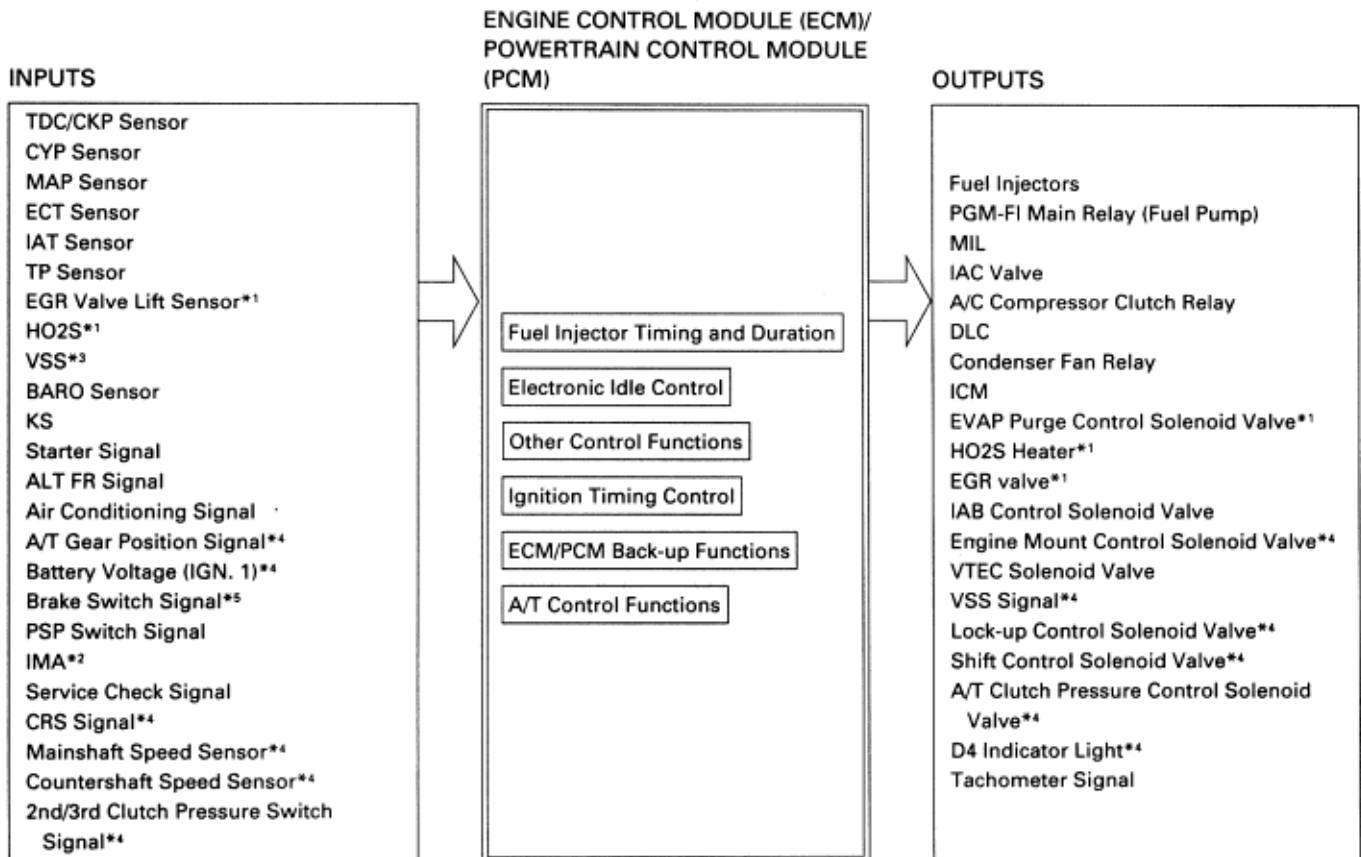 ENGINE CONTROL MODULE (ECM)/
POWERTRAIN CONTROL MODULE
(PCM)
INPUTS
OUTPUTS
TDC/CKP Sensor
CYP Sensor
MAP Sensor
ECT Sensor
IAT Sensor
TP Sensor
EGR Valve Lift Sensor*1
HO2S*1
VSS*3
BARO Sensor
KS
Starter Signal
ALT FR Signal
Air Conditioning Signal
A/T Gear Position Signal*4
Battery Voltage (IGN. 1)*4
Brake Switch Signal*5
PSP Switch Signal
IMA*2
Service Check Signal
CRS Signal*4
Mainshaft Speed Sensor*4
Countershaft Speed Sensor*4
2nd/3rd Clutch Pressure Switch
Signal*4
Fuel Injector Timing and Duration
Electronic Idle Control
Other Control Functions
Ignition Timing Control
ECM/PCM Back-up Functions
A/T Control Functions
Fuel Injectors
PGM-FI Main Relay (Fuel Pump)
MIL
IAC Valve
A/C Compressor Clutch Relay
DLC
Condenser Fan Relay
ICM
EVAP Purge Control Solenoid Valve*1
HO2S Heater*1
EGR valve*1
IAB Control Solenoid Valve
Engine Mount Control Solenoid Valve*4
VTEC Solenoid Valve
VSS Signal*4
Lock-up Control Solenoid Valve*4
Shift Control Solenoid Valve*4
A/T Clutch Pressure Control Solenoid
Valve*4
D4 Indicator Light*4
Tachometer Signal